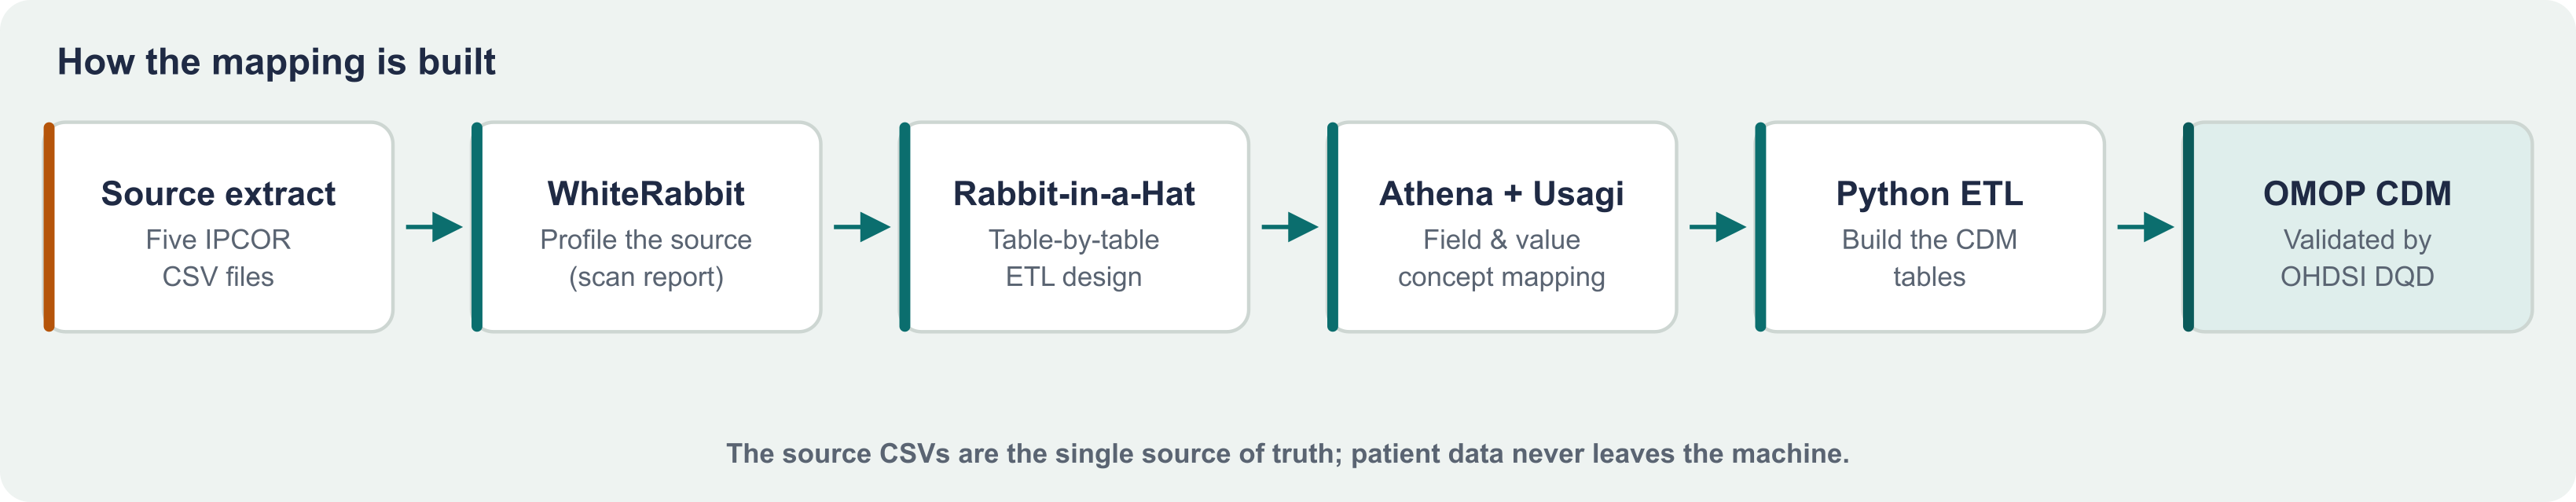 How the mapping is built
Source extract
Five IPCOR
CSV files
WhiteRabbit
Profile the source
(scan report)
Rabbit-in-a-Hat
Table-by-table
ETL design
Athena + Usagi
Field & value
concept mapping
Python ETL
Build the CDM
tables
OMOP CDM
Validated by
OHDSI DQD
The source CSVs are the single source of truth; patient data never leaves the machine.